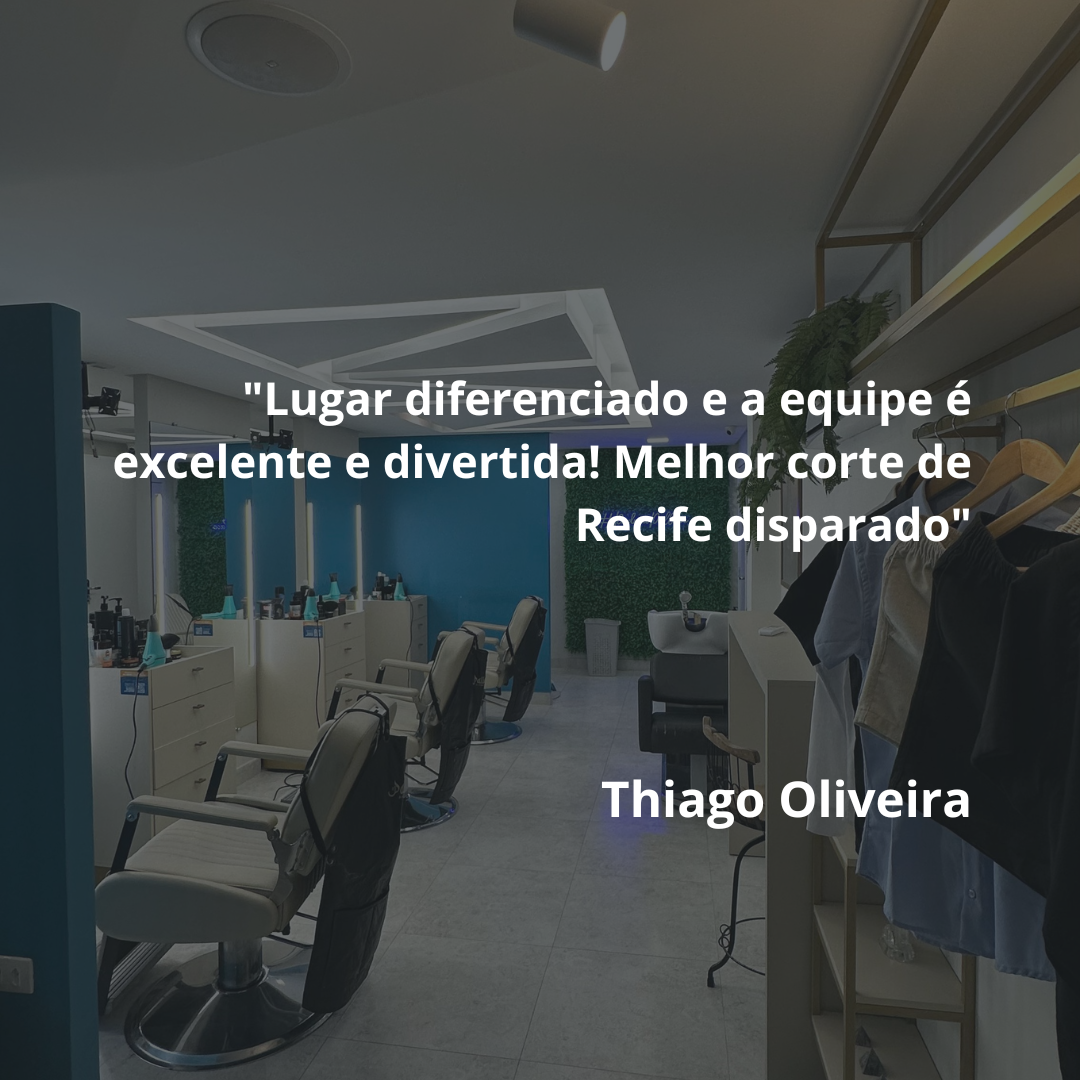 "Lugar diferenciado e a equipe é
excelente e divertida! Melhor corte de
Recife disparado"
Thiago Oliveira